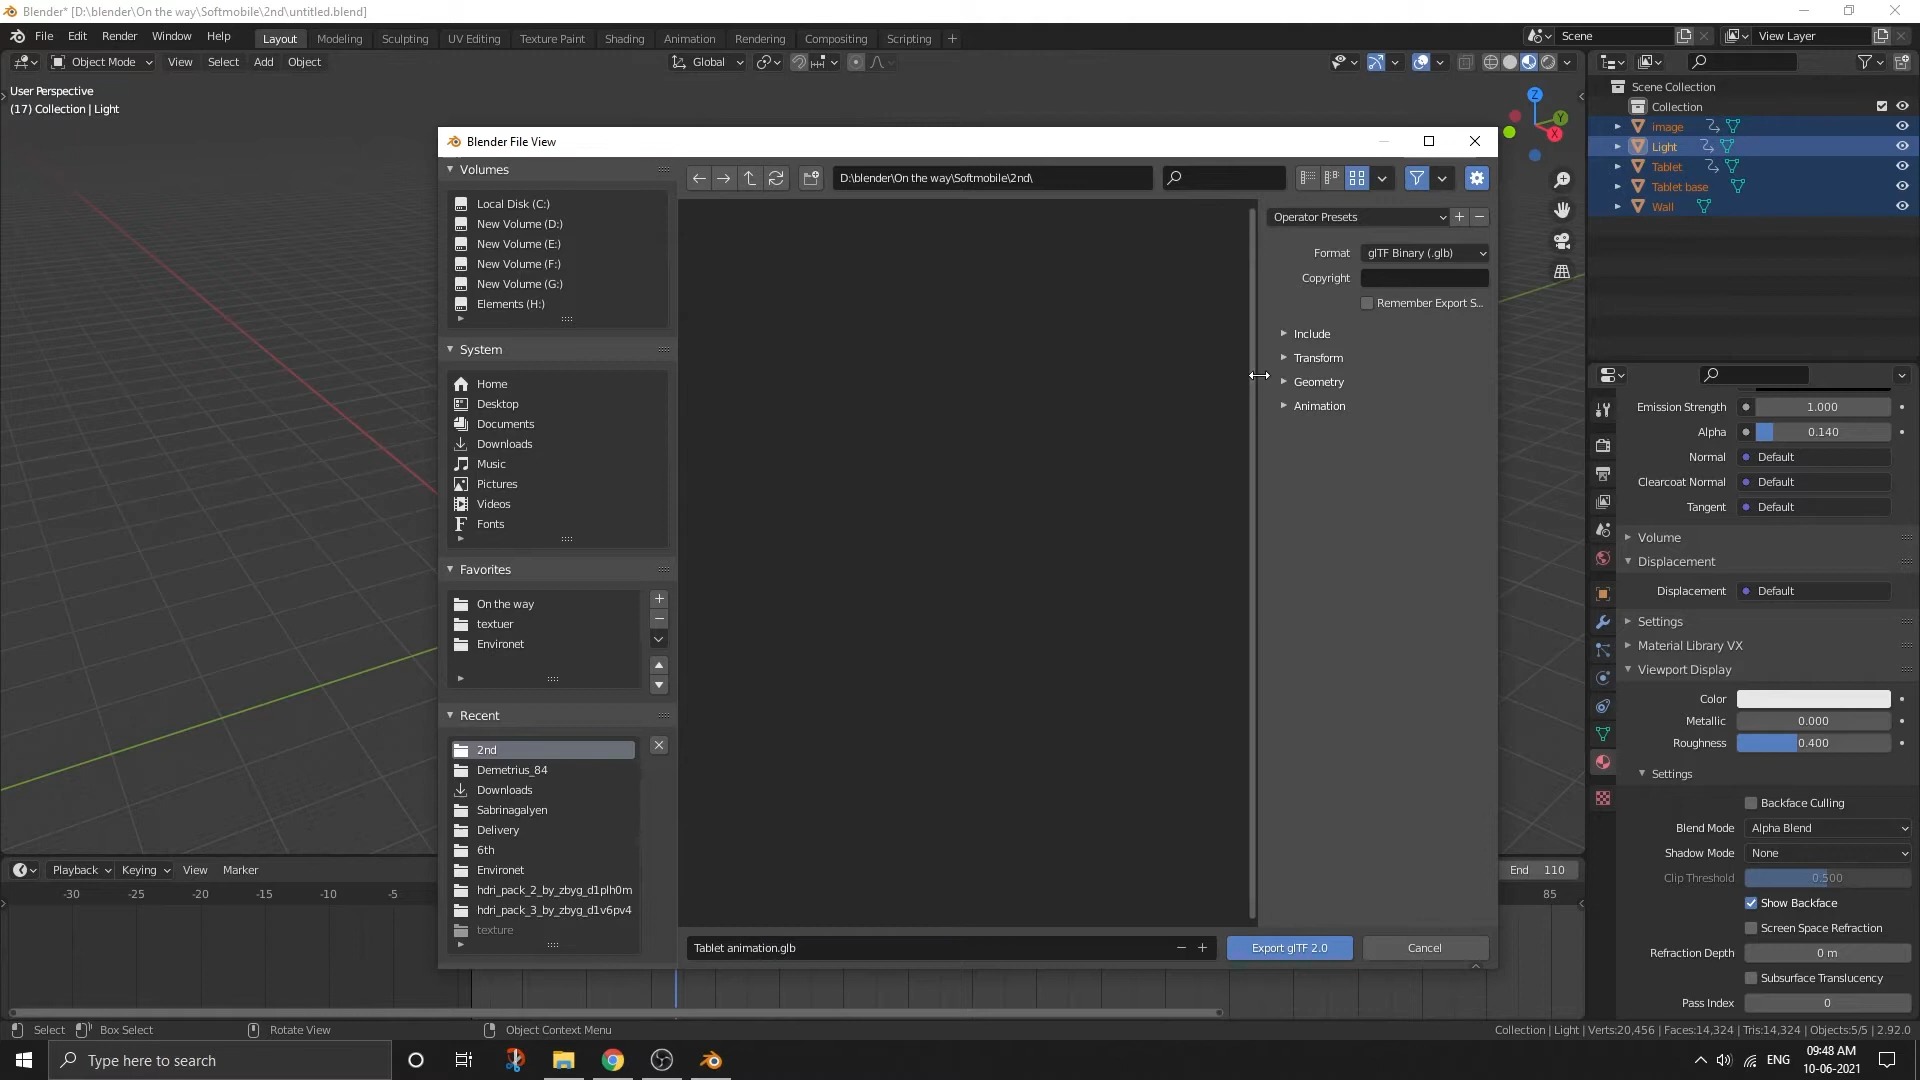 Blender* [D:\blender\On the way\Softmobile\2nd\untitled.blend]
File Edit Render Window Help
Layout Modeling Sculpting UV Editing Texture Paint Shading Animation Rendering Compositing Scripting +
Scene View Layer
Object Mode View Select Add Object
Global
User Perspective
(17) Collection | Light
Z
Y
X
Scene Collection
Collection
image
Light
Tablet
Tablet base
Wall
Blender File View
Volumes
Local Disk (C:)
New Volume (D:)
New Volume (E:)
New Volume (F:)
New Volume (G:)
Elements (H:)
System
Home
Desktop
Documents
Downloads
Music
Pictures
Videos
Fonts
Favorites
On the way
textuer
Environet
Recent
2nd
Demetrius_84
Downloads
Sabrinagalyen
Delivery
6th
Environet
hdri_pack_2_by_zbyg_d1plh0m
hdri_pack_3_by_zbyg_d1v6pv4
texture
D:\blender\On the way\Softmobile\2nd\
Operator Presets
Format glTF Binary (.glb)
Copyright
Remember Export S...
Include
Transform
Geometry
Animation
Tablet animation.glb
Export glTF 2.0
Cancel
Emission Strength 1.000
Alpha 0.140
Normal Default
Clearcoat Normal Default
Tangent Default
Volume
Displacement
Displacement Default
Settings
Material Library VX
Viewport Display
Color
Metallic 0.000
Roughness 0.400
Settings
Backface Culling
Blend Mode Alpha Blend
Shadow Mode None
Clip Threshold 0.500
Show Backface
Screen Space Refraction
Refraction Depth 0 m
Subsurface Translucency
Pass Index 0
Playback Keying View Marker
End 110
-30 -25 -20 -15 -10 -5 85
Select Box Select Rotate View Object Context Menu
Collection | Light | Verts:20,456 | Faces:14,324 | Tris:14,324 | Objects:5/5 | 2.92.0
Type here to search
ENG
09:48 AM
10-06-2021